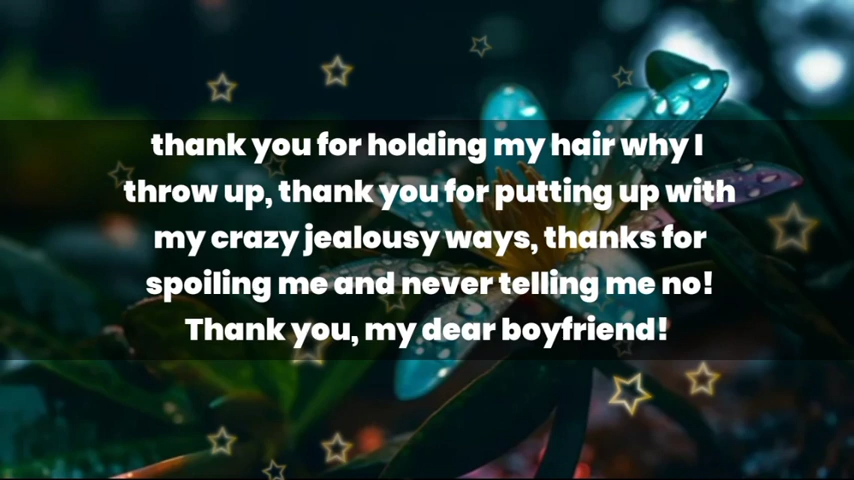 thank you for holding my hair why I
throw up, thank you for putting up with
my crazy jealousy ways, thanks for
spoiling me and never telling me no!
Thank you, my dear boyfriend!